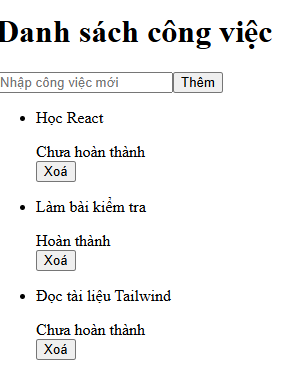 Danh sách công việc
Nhập công việc mới Thêm
Học React
Chưa hoàn thành
Xoá
Làm bài kiểm tra
Hoàn thành
Xoá
Đọc tài liệu Tailwind
Chưa hoàn thành
Xoá